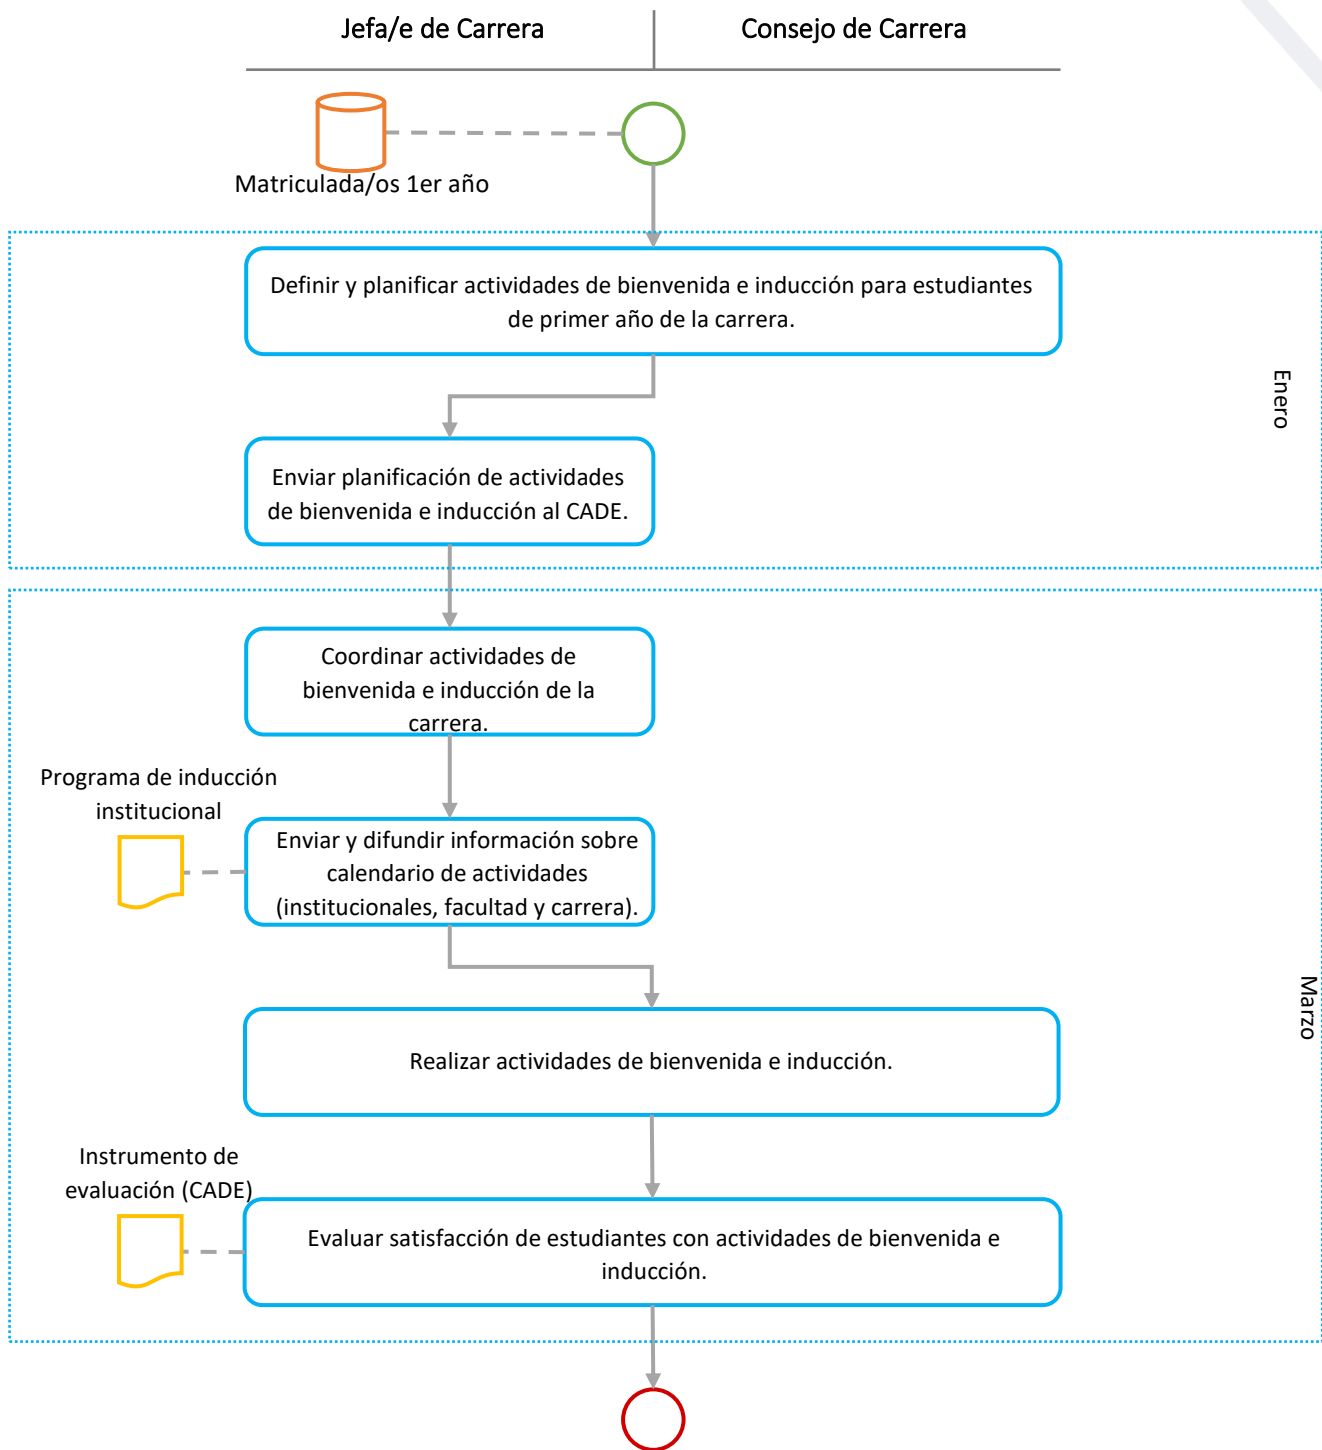 Jefa/e de Carrera
Consejo de Carrera
Matriculada/os 1er año
Definir y planificar actividades de bienvenida e inducción para estudiantes
de primer año de la carrera.
Enero
Enviar planificación de actividades
de bienvenida e inducción al CADE.
Coordinar actividades de
bienvenida e inducción de la
carrera.
Programa de inducción
institucional
Enviar y difundir información sobre
calendario de actividades
(institucionales, facultad y carrera).
Marzo
Realizar actividades de bienvenida e inducción.
Instrumento de
evaluación (CADE)
Evaluar satisfacción de estudiantes con actividades de bienvenida e
inducción.